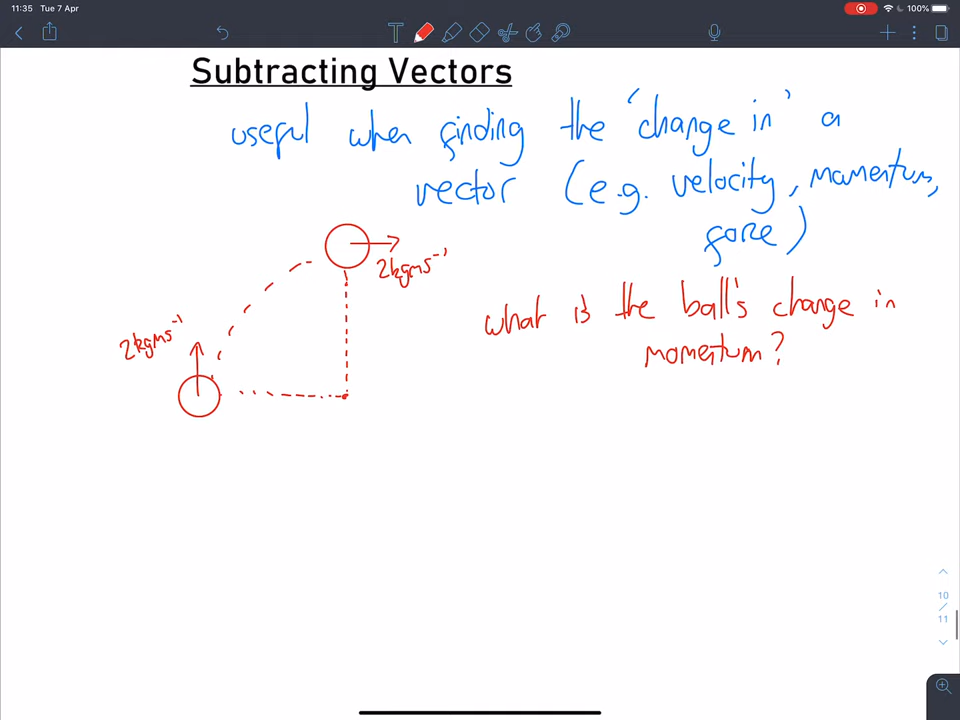 11:35 Tue 7 Apr
100%
Subtracting Vectors
useful when finding the 'change in' a
vector (e.g. velocity, momentum,
force)
2kgms⁻¹
2kgms⁻¹
what is the ball's change in
momentum?
10
/
11